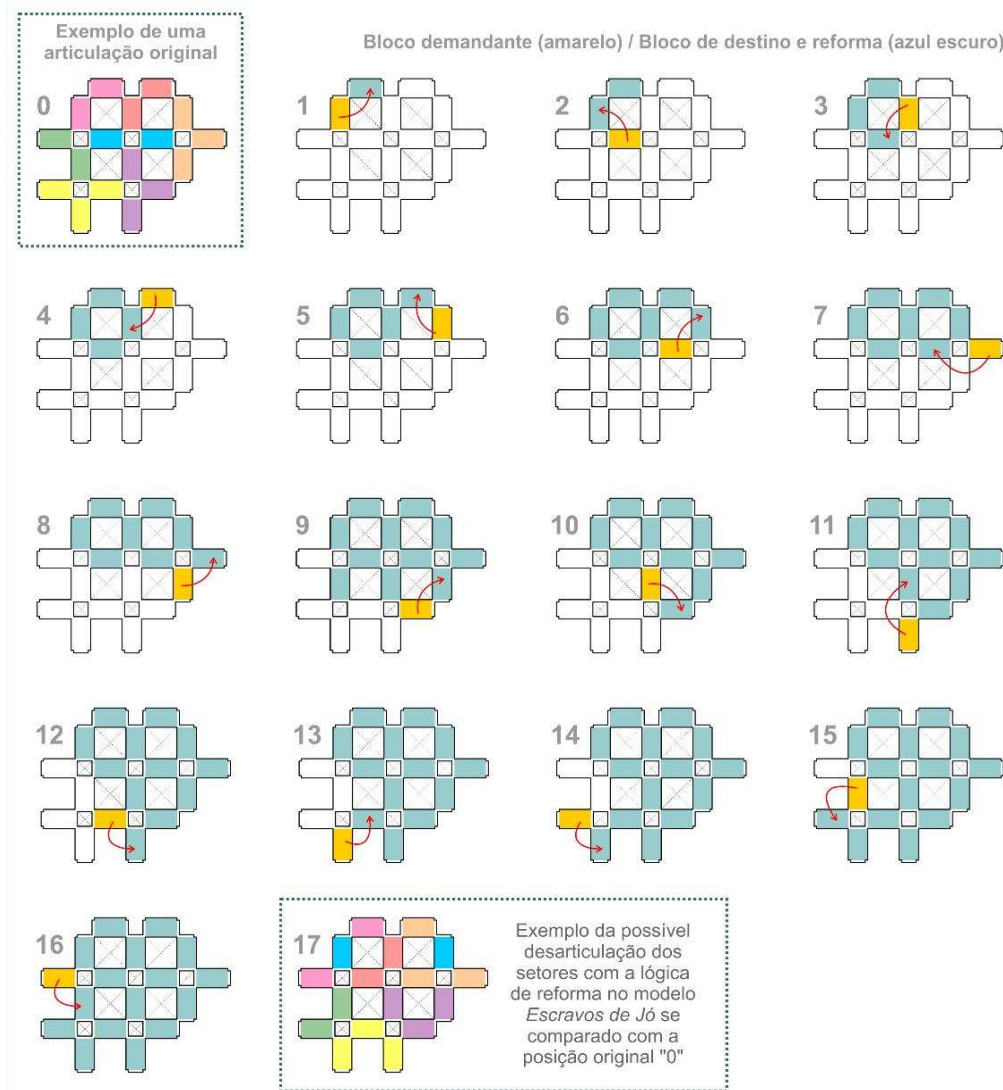 Exemplo de uma
articulação original
Bloco demandante (amarelo) / Bloco de destino e reforma (azul escuro)
0
1
2
3
4
5
6
7
8
9
10
11
12
13
14
15
16
17
Exemplo da possível
desarticulação dos
setores com a lógica
de reforma no modelo
Escravos de Jó se
comparado com a
posição original "0"